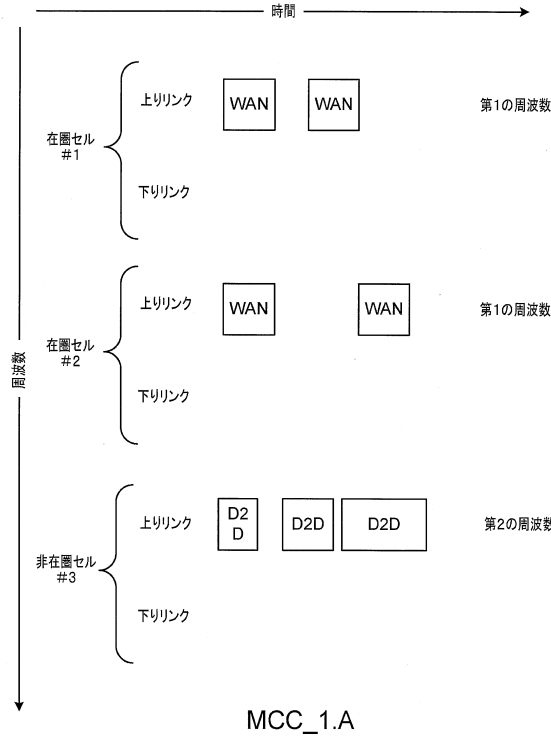 時間
周波数
在圏セル
#1
上りリンク
WAN
WAN
第1の周波数
下りリンク
在圏セル
#2
上りリンク
WAN
WAN
第1の周波数
下りリンク
非在圏セル
#3
上りリンク
D2
D
D2D
D2D
第2の周波数
下りリンク
MCC_1.A